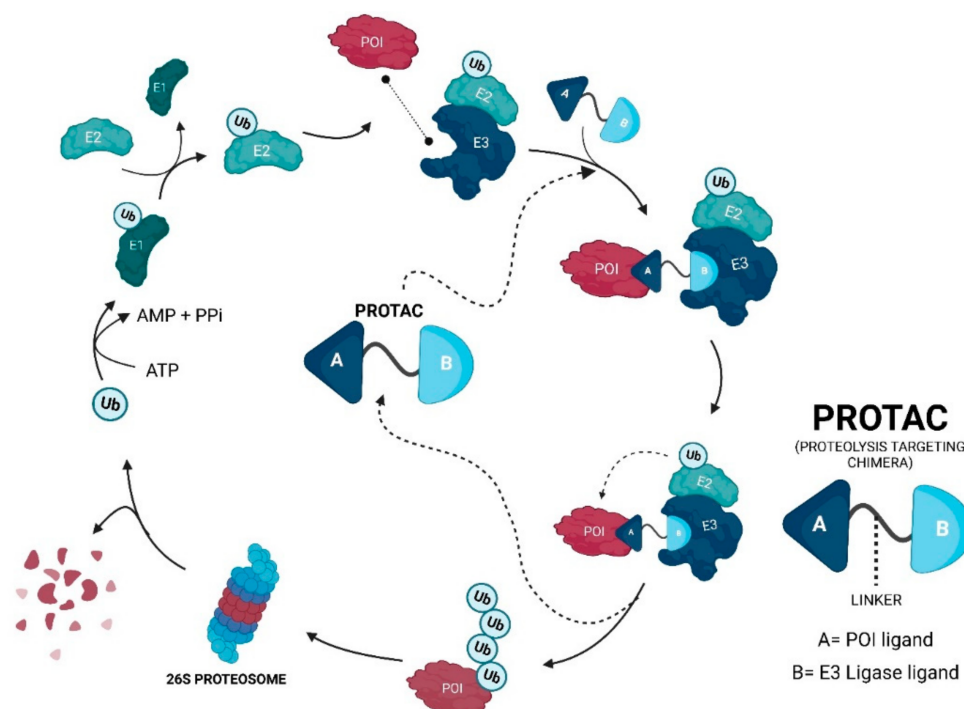 POI
Ub
E2
E3
E1
E2
A
B
Ub
E2
Ub
E1
Ub
E2
POI
A
B
E3
AMP + PPi
ATP
Ub
PROTAC
A
B
PROTAC
(PROTEOLYSIS TARGETING
CHIMERA)
A
B
LINKER
A= POI ligand
B= E3 Ligase ligand
Ub
E2
POI
A
B
E3
Ub
Ub
Ub
Ub
POI
26S PROTEOSOME